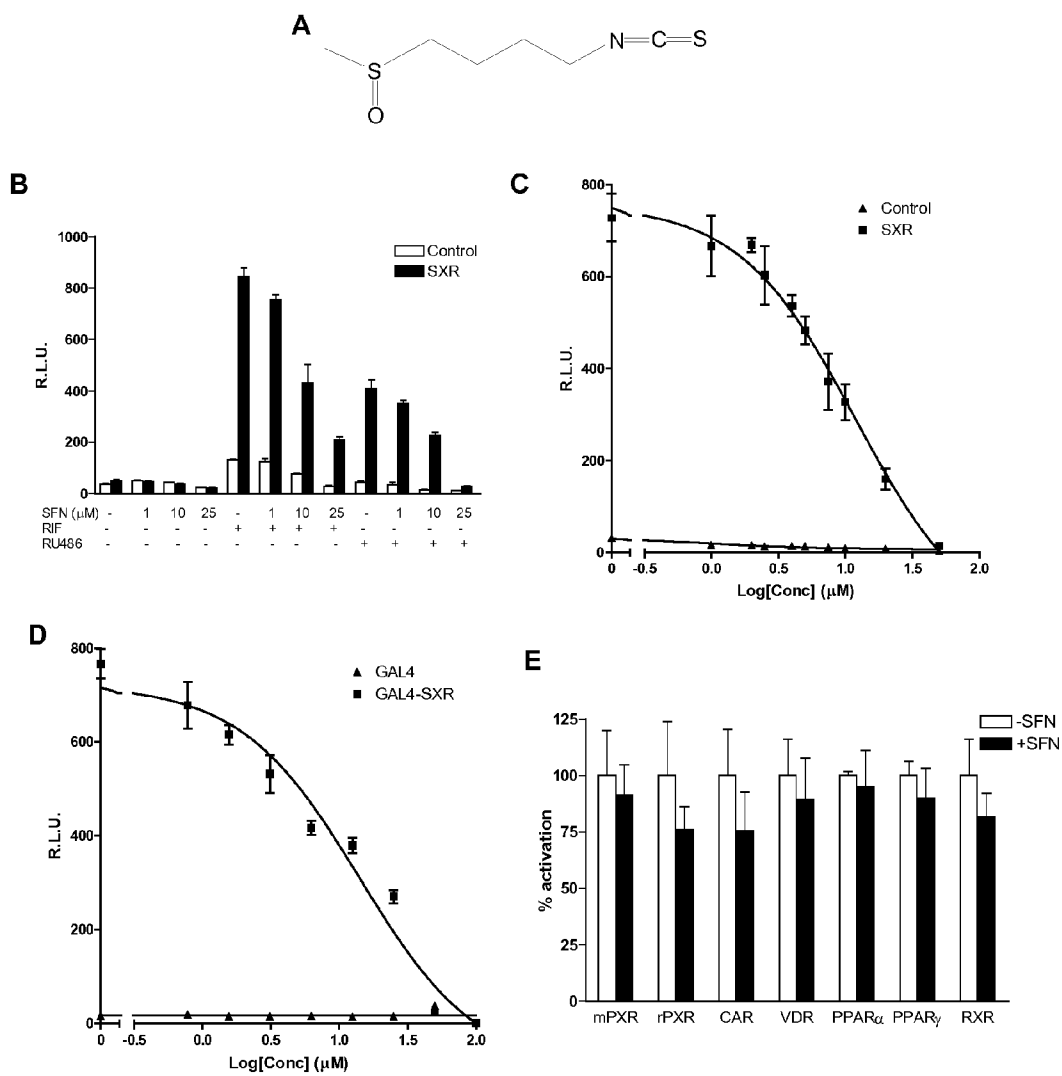 A
N C S
S
O
B
1000
800
600
400
200
0
R.L.U.
Control
SXR
SFN (μM) - 1 10 25 - 1 10 25 - 1 10 25
RIF - - - - + + + + - - - -
RU486 - - - - - - - - + + + +
C
800
600
400
200
0
R.L.U.
Control
SXR
0 -0.5 0.0 0.5 1.0 1.5 2.0
Log[Conc] (μM)
D
800
600
400
200
0
R.L.U.
GAL4
GAL4-SXR
0 -0.5 0.0 0.5 1.0 1.5 2.0
Log[Conc] (μM)
E
125
100
75
50
25
0
% activation
-SFN
+SFN
mPXR rPXR CAR VDR PPARα PPARγ RXR